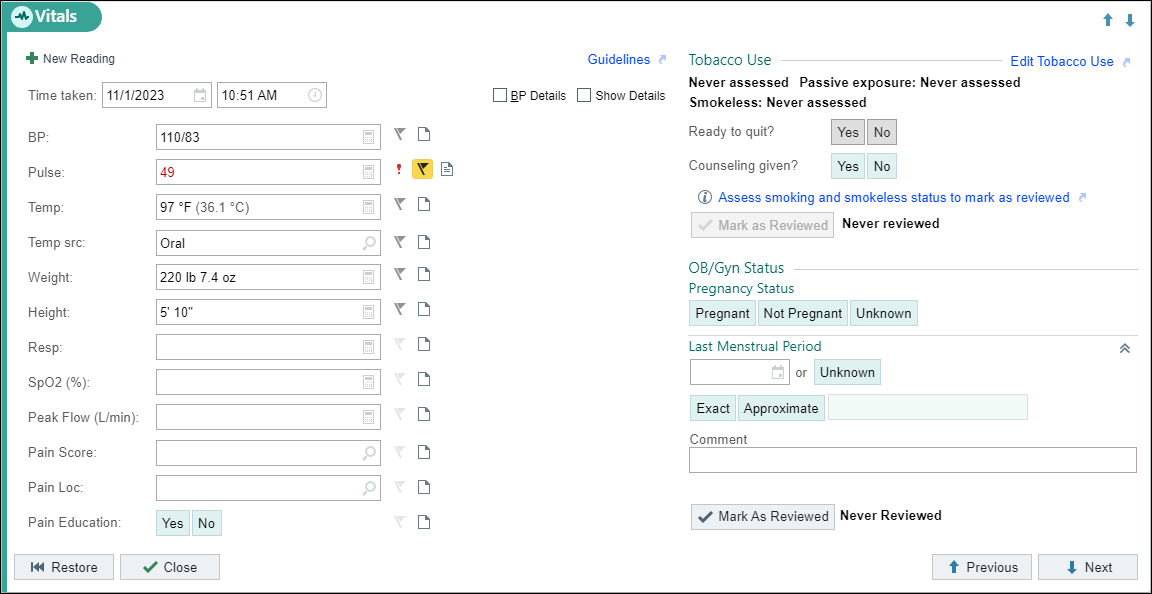 Vitals
New Reading
Guidelines
Time taken: 11/1/2023 10:51 AM
BP Details Show Details
BP: 110/83
Pulse: 49
Temp: 97 °F (36.1 °C)
Temp src: Oral
Weight: 220 lb 7.4 oz
Height: 5' 10"
Resp:
SpO2 (%):
Peak Flow (L/min):
Pain Score:
Pain Loc:
Pain Education: Yes No
Restore Close
Tobacco Use
Edit Tobacco Use
Never assessed Passive exposure: Never assessed
Smokeless: Never assessed
Ready to quit? Yes No
Counseling given? Yes No
Assess smoking and smokeless status to mark as reviewed
Mark as Reviewed Never reviewed
OB/Gyn Status
Pregnancy Status
Pregnant Not Pregnant Unknown
Last Menstrual Period
or Unknown
Exact Approximate
Comment
Mark As Reviewed Never Reviewed
Previous Next